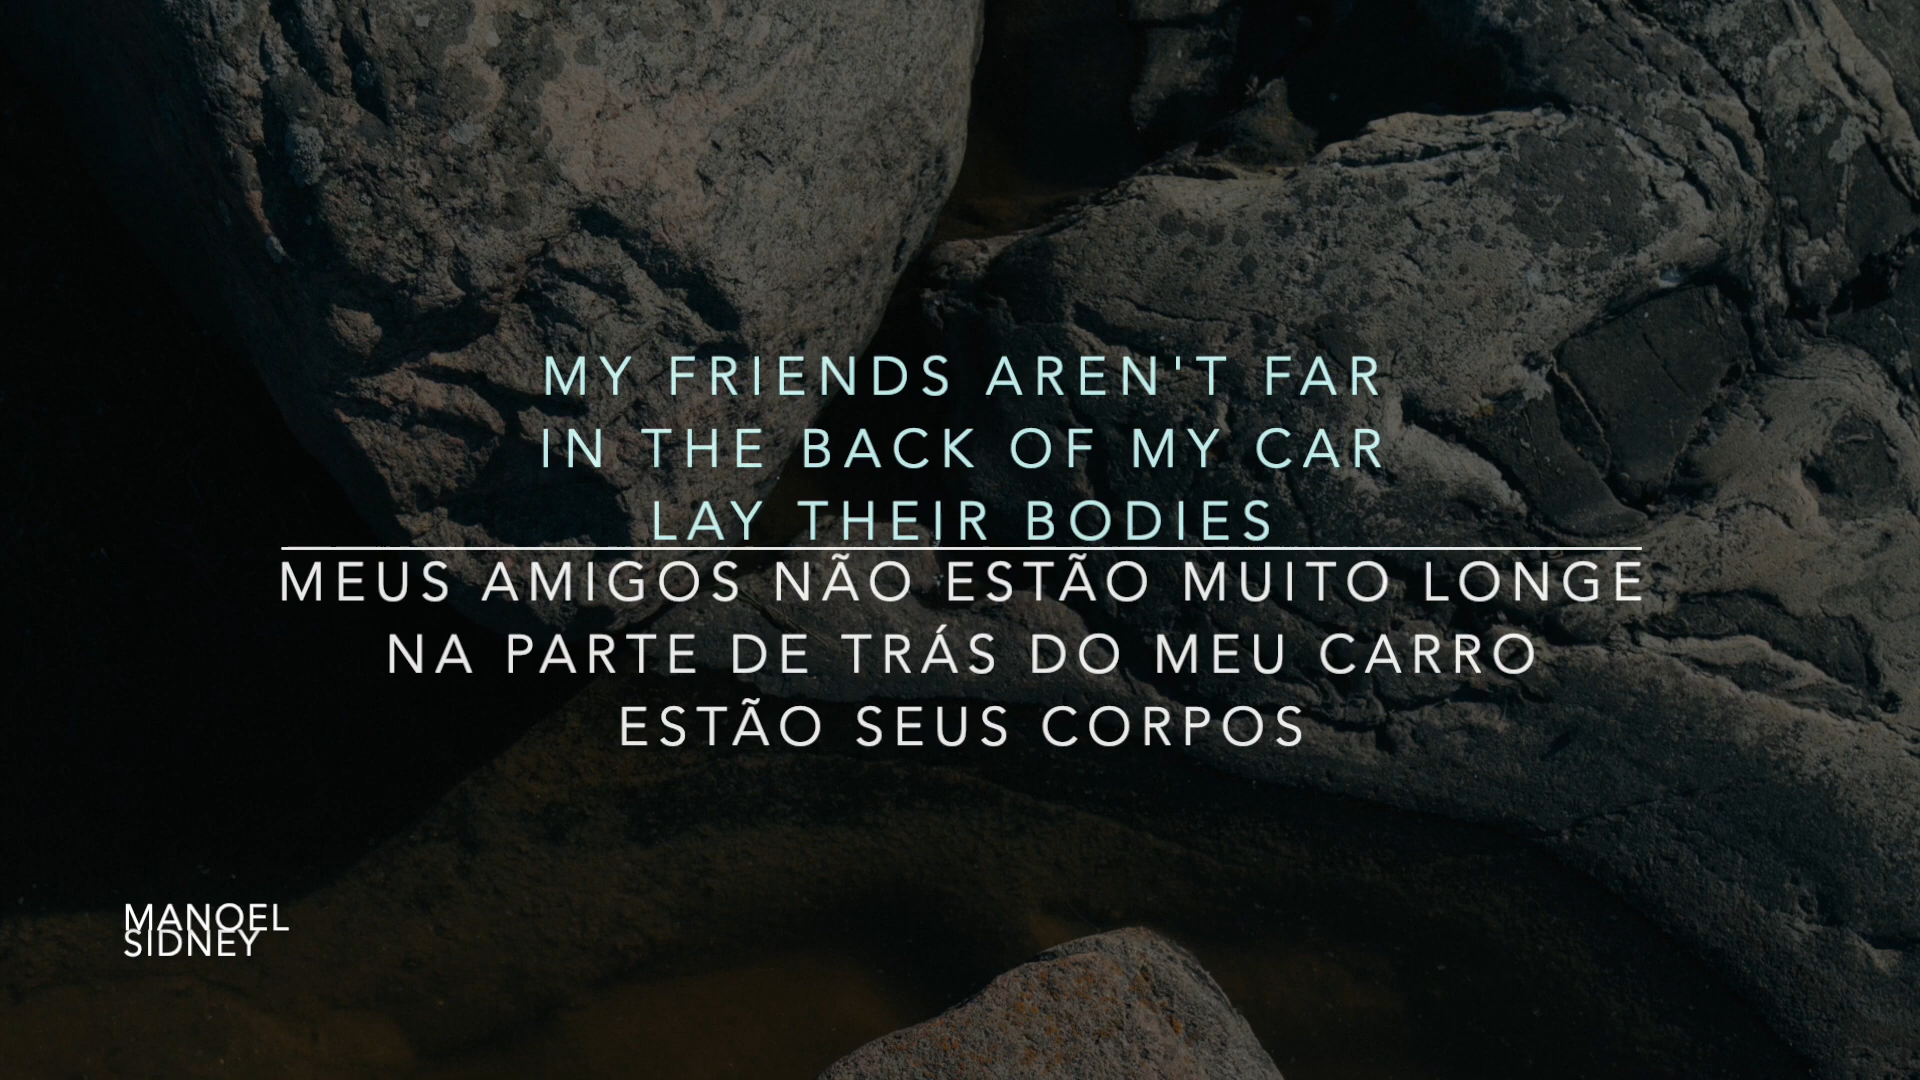 MY FRIENDS AREN'T FAR
IN THE BACK OF MY CAR
LAY THEIR BODIES
MEUS AMIGOS NÃO ESTÃO MUITO LONGE
NA PARTE DE TRÁS DO MEU CARRO
ESTÃO SEUS CORPOS
MANOEL
SIDNEY